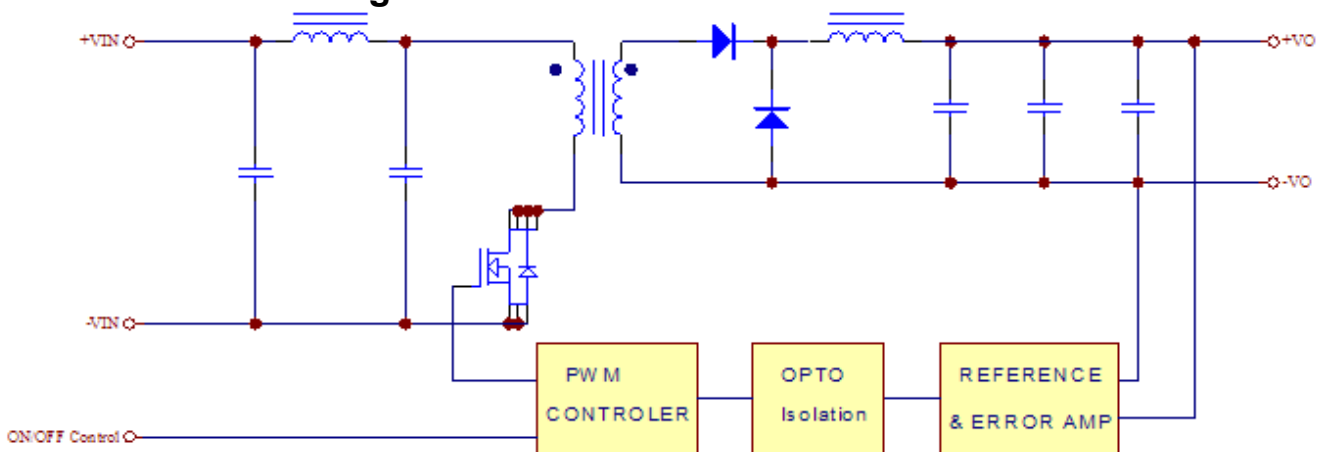 +VIN
+VO
-VO
-VIN
PWM
CONTROLER
OPTO
Isolation
REFERENCE
& ERROR AMP
ON/OFF Control